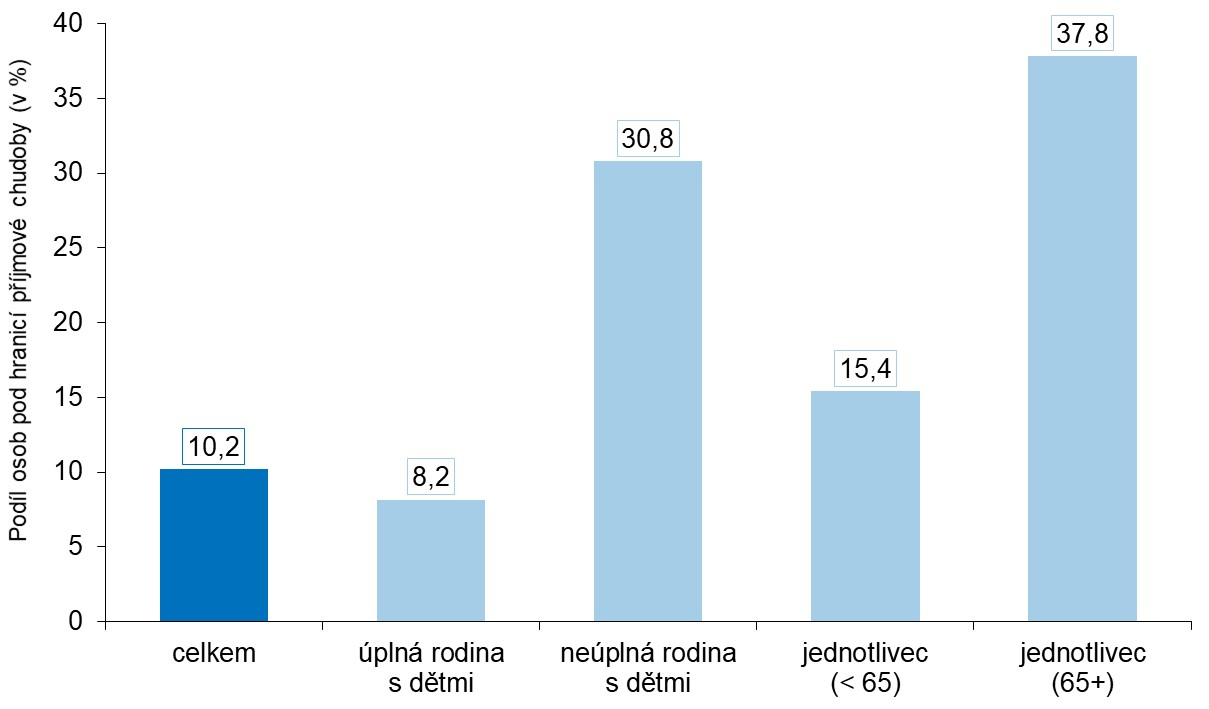 Podíl osob pod hranicí příjmové chudoby (v %)
40
35
30
25
20
15
10
5
0
10,2
8,2
30,8
15,4
37,8
celkem
úplná rodina
s dětmi
neúplná rodina
s dětmi
jednotlivec
(< 65)
jednotlivec
(65+)